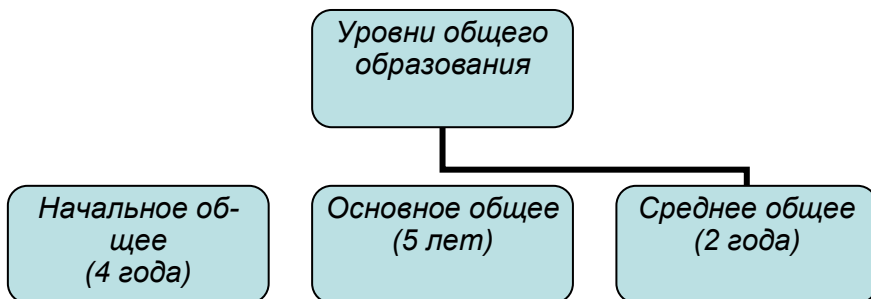 Уровни общего
образования
Начальное об-
щее
(4 года)
Основное общее
(5 лет)
Среднее общее
(2 года)